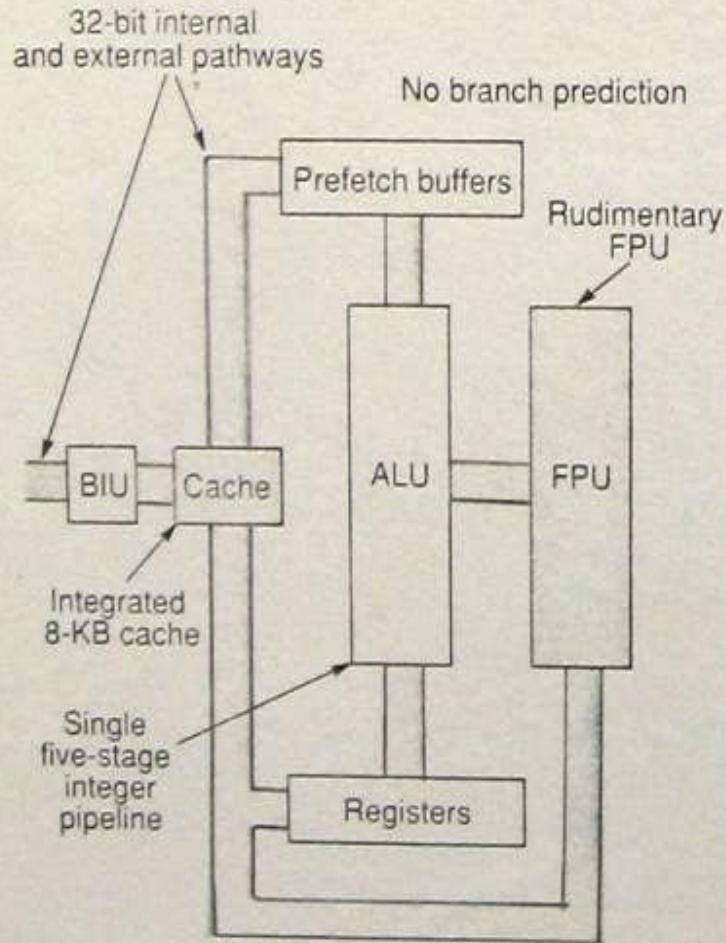 32-bit internal
and external pathways
No branch prediction
Prefetch buffers
Rudimentary
FPU
BIU
Cache
ALU
FPU
Integrated
8-KB cache
Single
five-stage
integer
pipeline
Registers